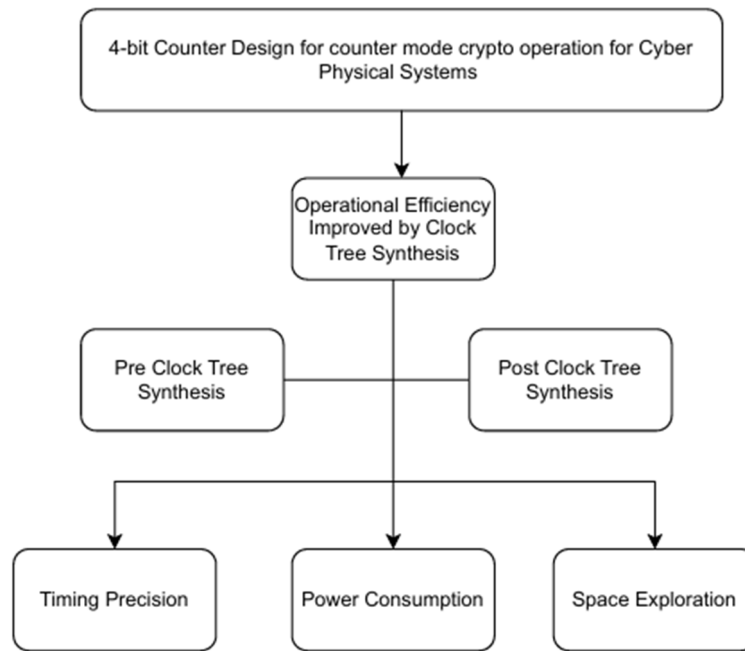 4-bit Counter Design for counter mode crypto operation for Cyber
Physical Systems
Operational Efficiency
Improved by Clock
Tree Synthesis
Pre Clock Tree
Synthesis
Post Clock Tree
Synthesis
Timing Precision
Power Consumption
Space Exploration